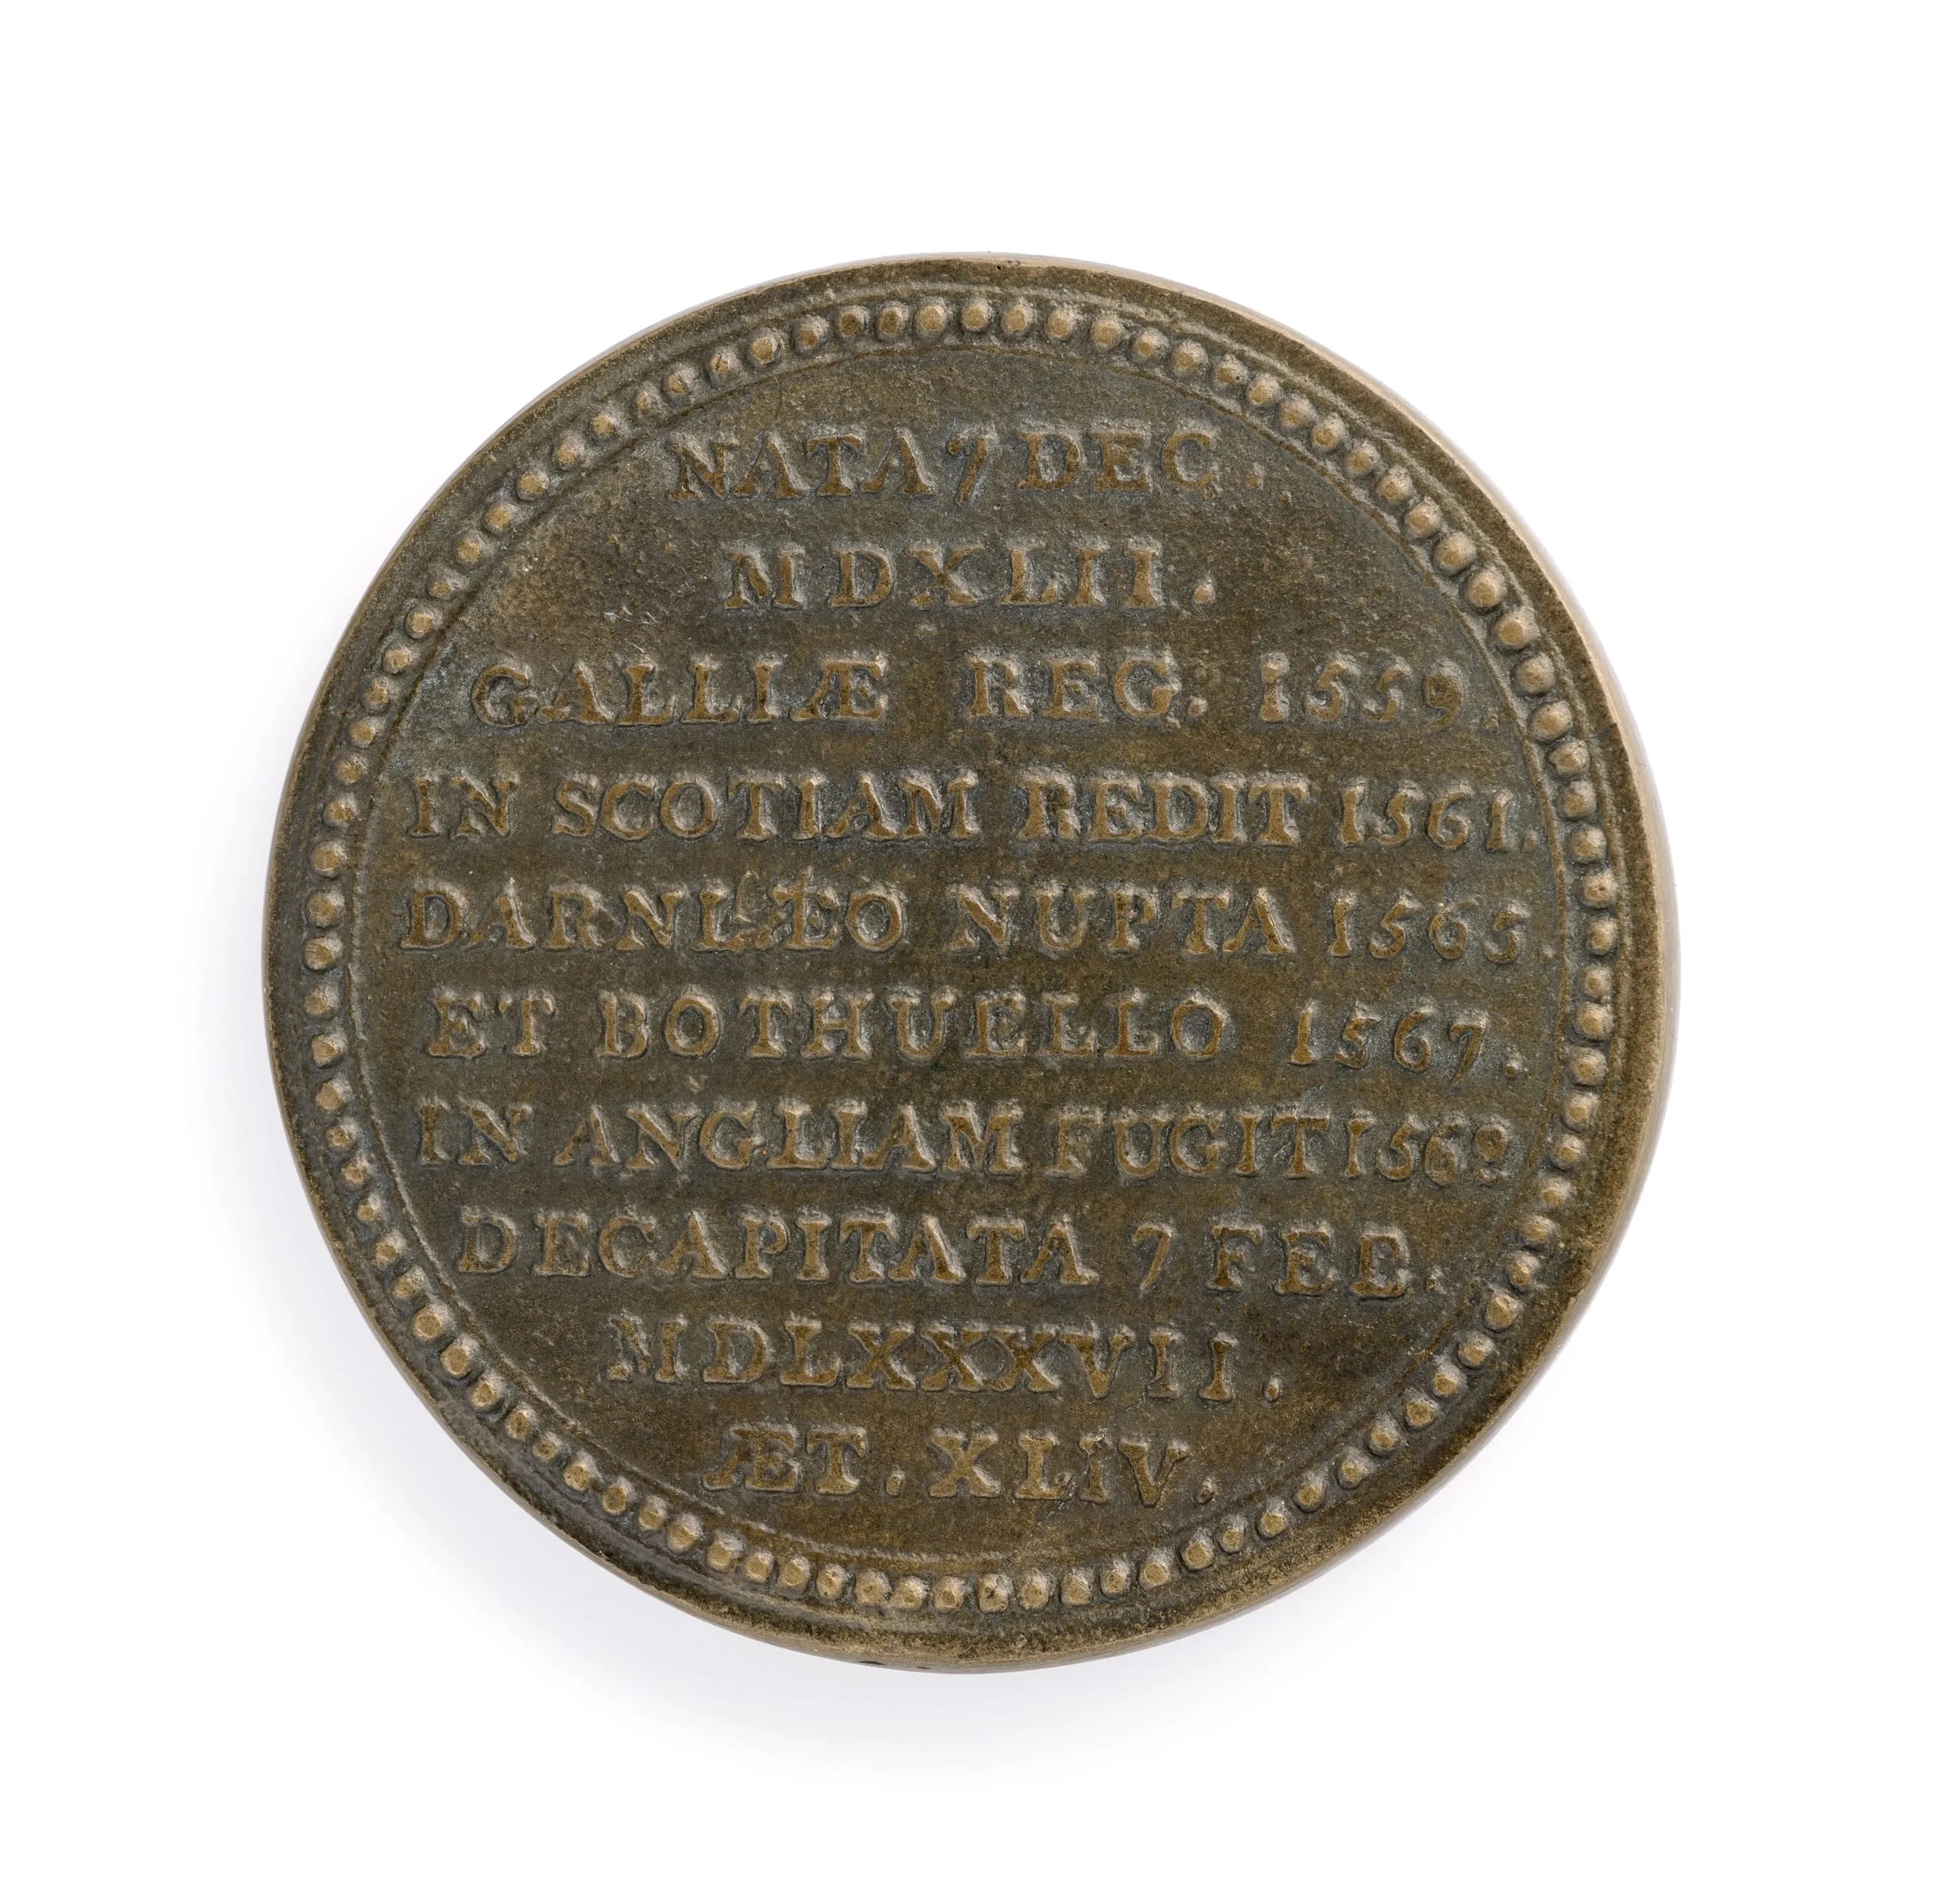 NATA 7 DEC.
MDXLII.
GALLIÆ REG. 1559.
IN SCOTIAM REDIT 1561.
DARNLÆO NUPTA 1565.
ET BOTHUELLO 1567.
IN ANGLIAM FUGIT 1568
DECAPITATA 7 FEB.
MDLXXXVII.
ÆT. XLIV.